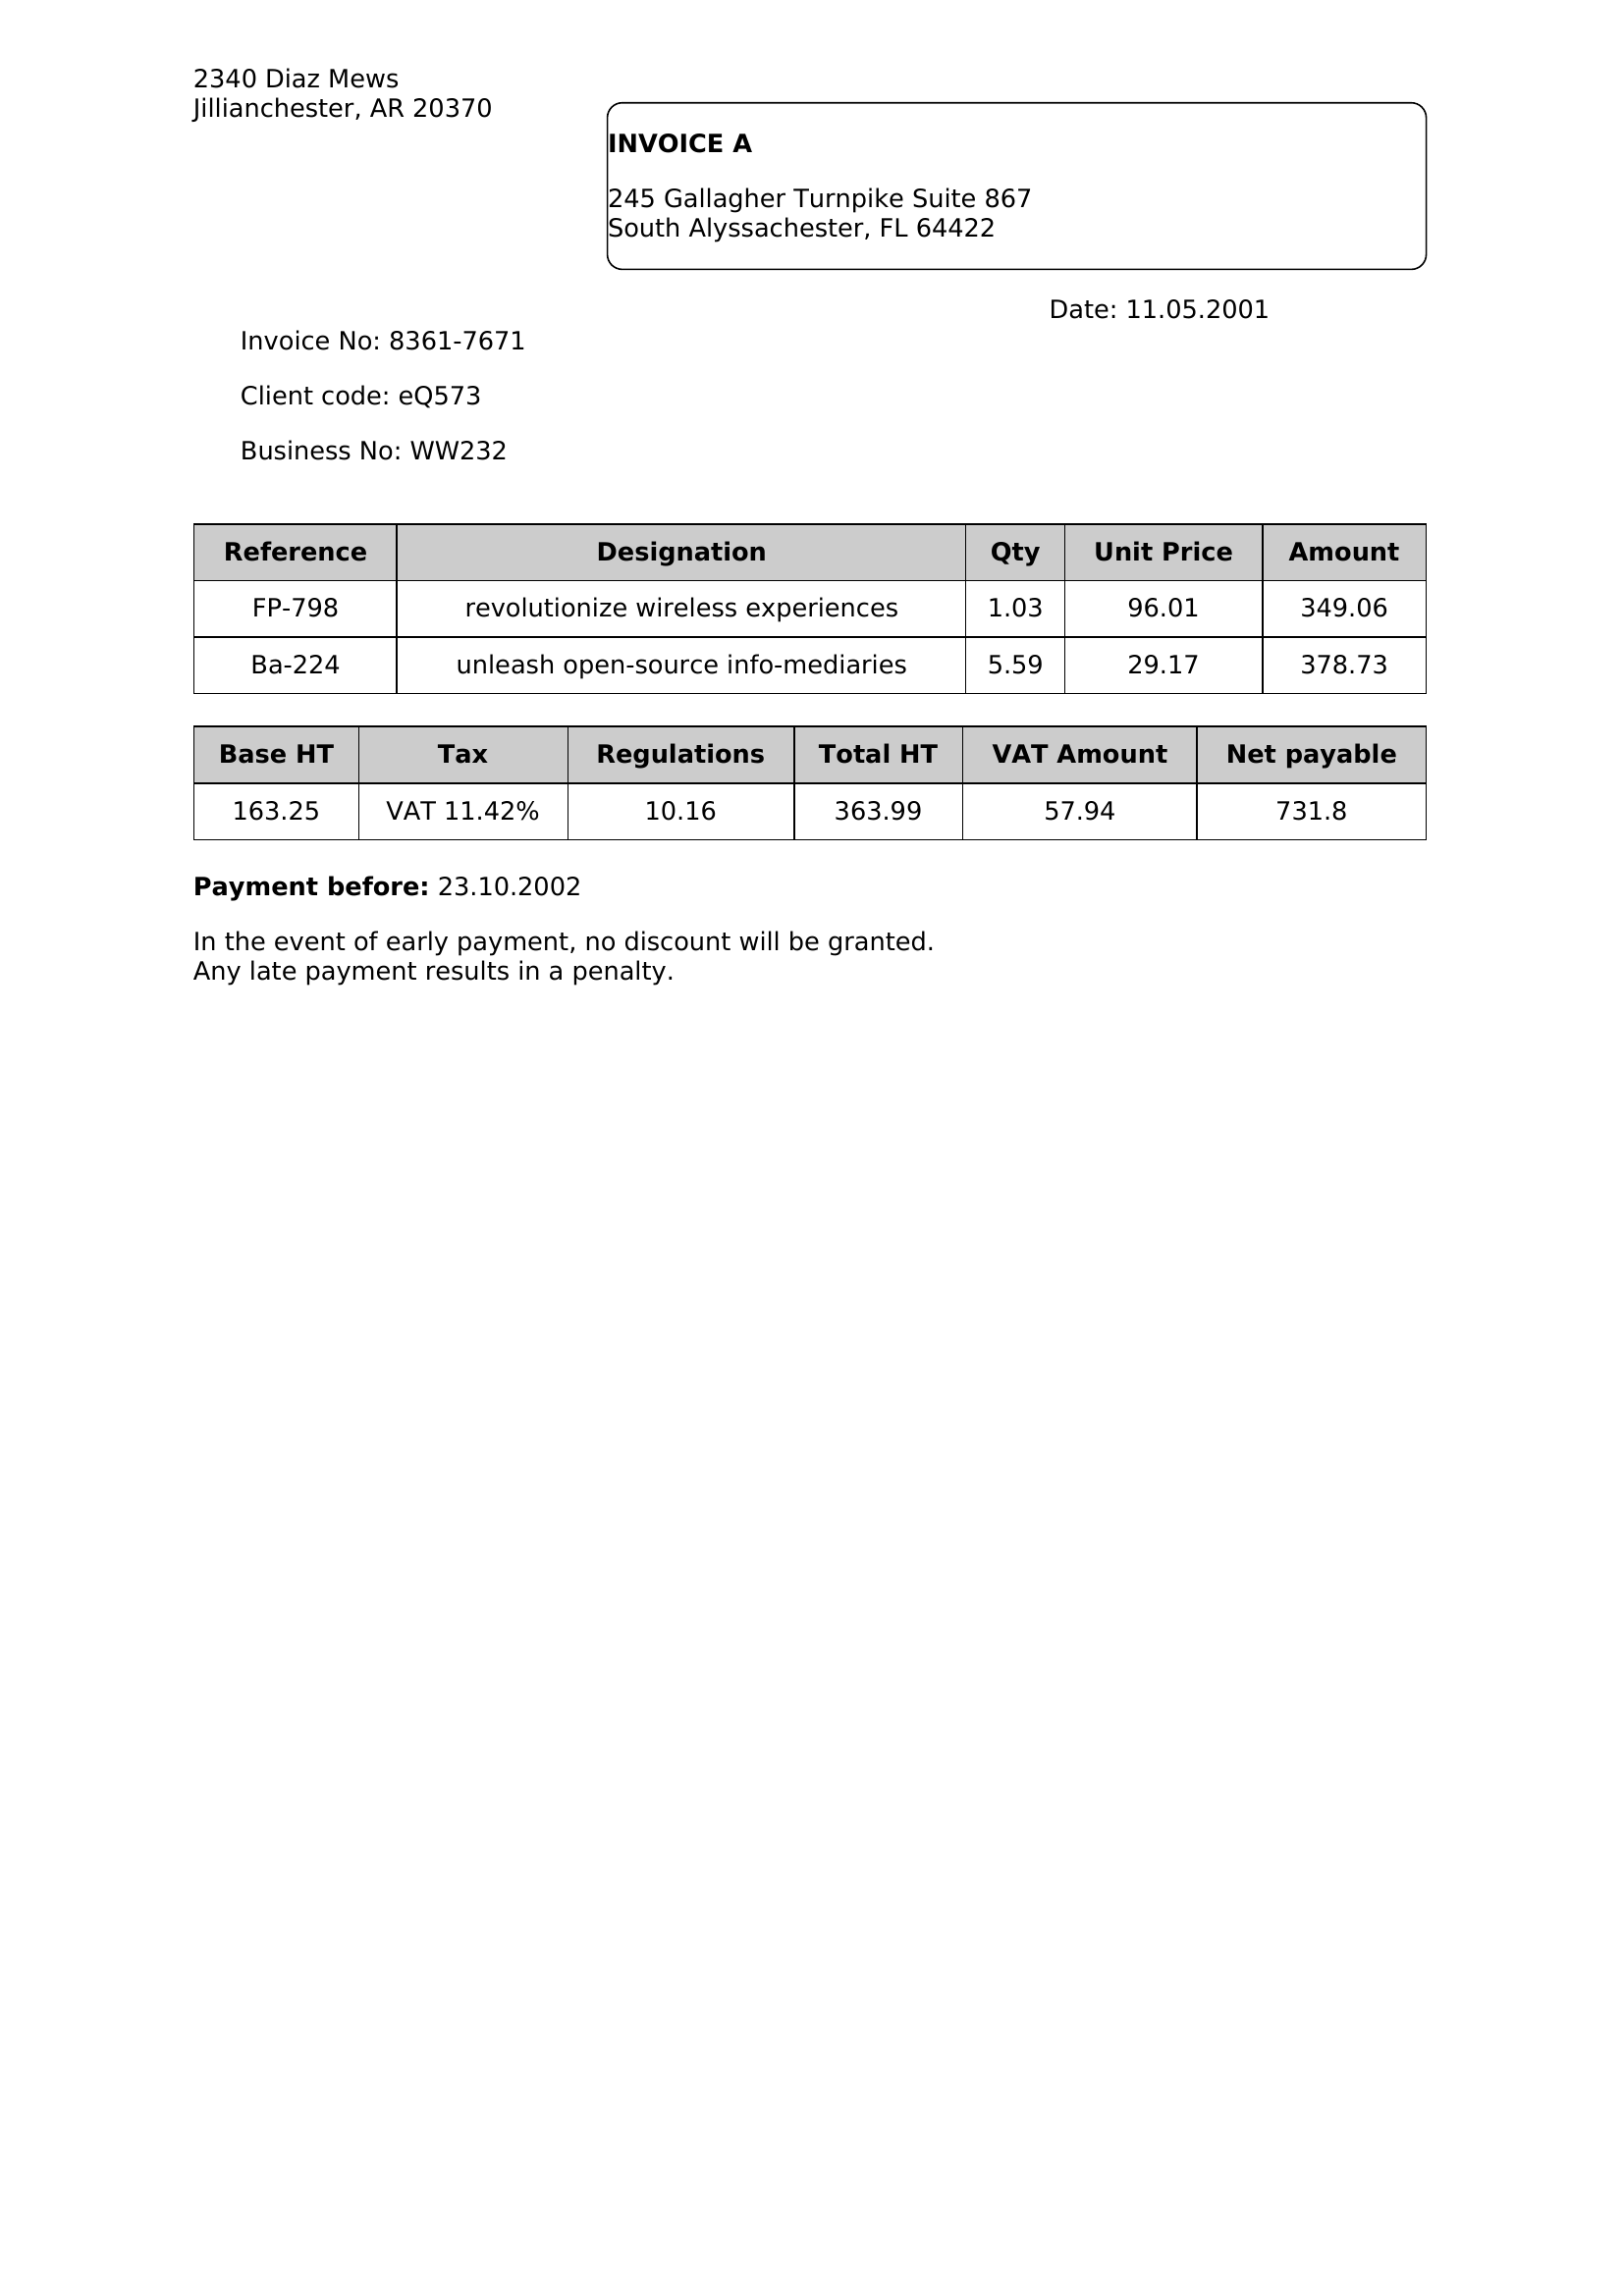 2340 Diaz Mews
Jillianchester, AR 20370
INVOICE A
245 Gallagher Turnpike Suite 867
South Alyssachester, FL 64422
Date: 11.05.2001
Invoice No: 8361-7671
Client code: eQ573
Business No: WW232
Reference Designation Qty Unit Price Amount
FP-798 revolutionize wireless experiences 1.03 96.01 349.06
Ba-224 unleash open-source info-mediaries 5.59 29.17 378.73
Base HT Tax Regulations Total HT VAT Amount Net payable
163.25 VAT 11.42% 10.16 363.99 57.94 731.8
Payment before: 23.10.2002
In the event of early payment, no discount will be granted.
Any late payment results in a penalty.